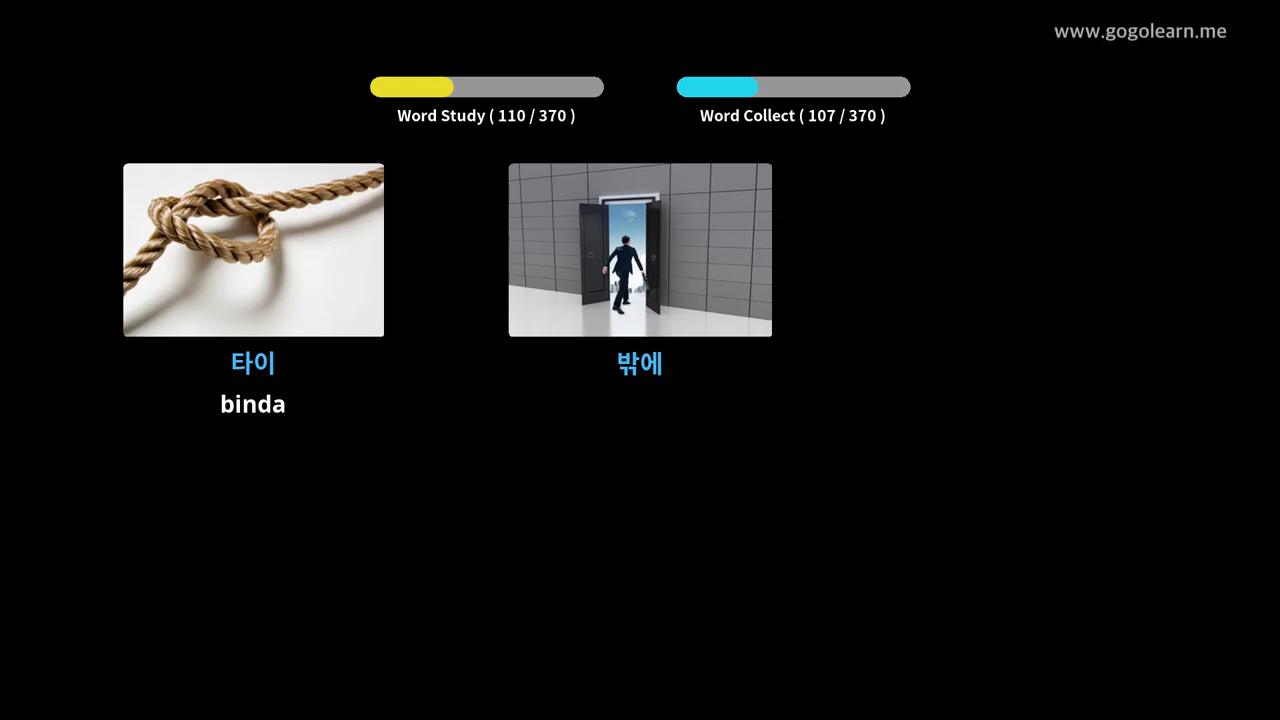 www.gogolearn.me
Word Study ( 110 / 370 )
Word Collect ( 107 / 370 )
타이
밖에
binda